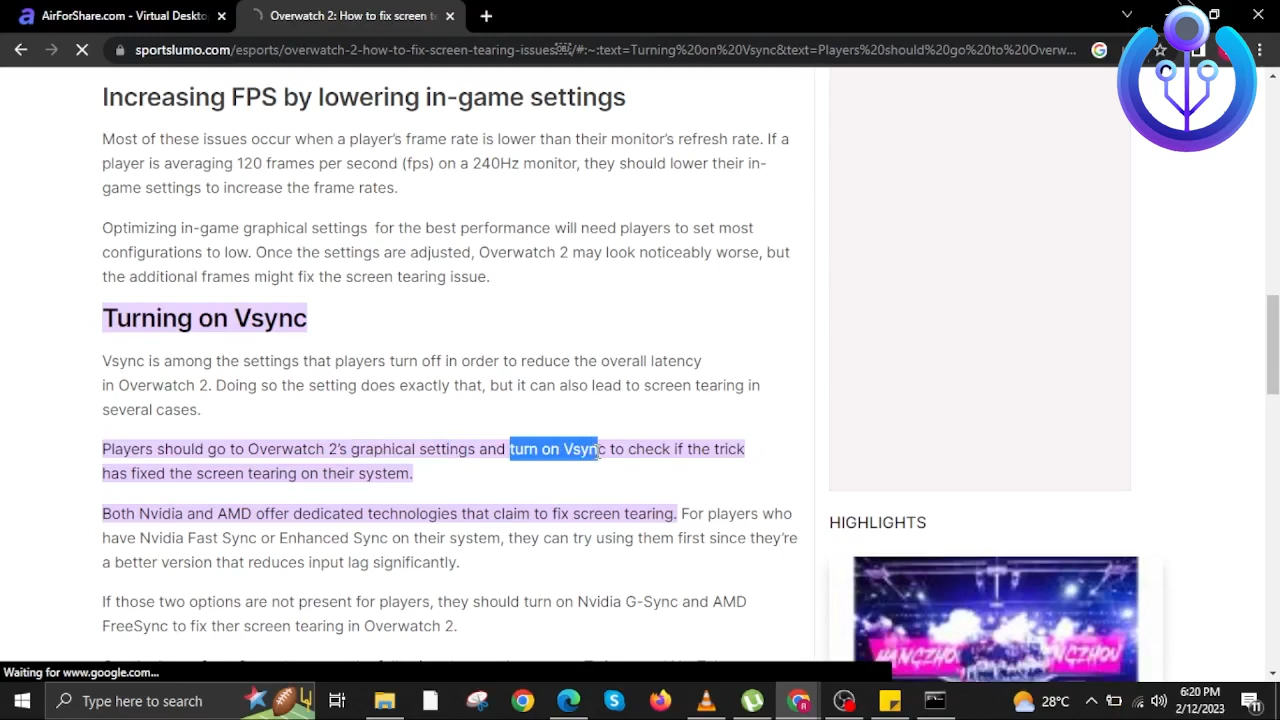 AirForShare.com - Virtual Deskto
Overwatch 2: How to fix screen t
sportslumo.com/esports/overwatch-2-how-to-fix-screen-tearing-issues
/#:~:text=Turning%20on%20Vsync&text=Players%20should%20go%20to%20Overw...
Increasing FPS by lowering in-game settings
Most of these issues occur when a player's frame rate is lower than their monitor's refresh rate. If a
player is averaging 120 frames per second (fps) on a 240Hz monitor, they should lower their in-
game settings to increase the frame rates.
Optimizing in-game graphical settings for the best performance will need players to set most
configurations to low. Once the settings are adjusted, Overwatch 2 may look noticeably worse, but
the additional frames might fix the screen tearing issue.
Turning on Vsync
Vsync is among the settings that players turn off in order to reduce the overall latency
in Overwatch 2. Doing so the setting does exactly that, but it can also lead to screen tearing in
several cases.
Players should go to Overwatch 2's graphical settings and turn on Vsync to check if the trick
has fixed the screen tearing on their system.
Both Nvidia and AMD offer dedicated technologies that claim to fix screen tearing. For players who
have Nvidia Fast Sync or Enhanced Sync on their system, they can try using them first since they're
a better version that reduces input lag significantly.
If those two options are not present for players, they should turn on Nvidia G-Sync and AMD
FreeSync to fix ther screen tearing in Overwatch 2.
HIGHLIGHTS
HANGZHO
NGZHOU
Waiting for www.google.com...
Type here to search
28°C
6:20 PM
2/12/2023
11